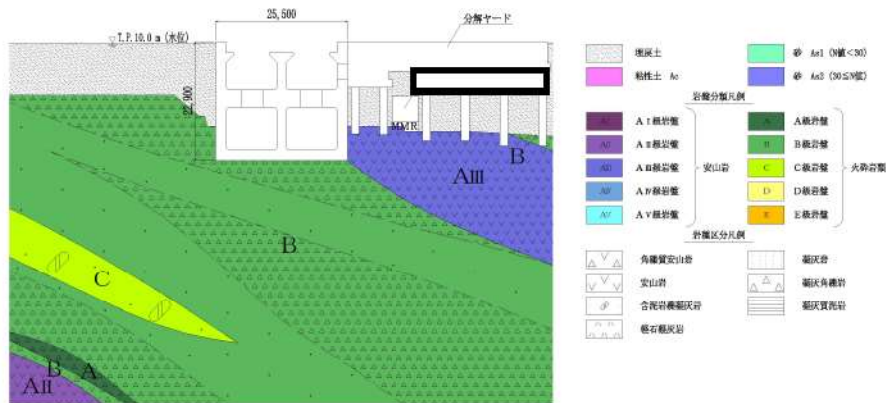 25,500
分解ヤード
T.P.10.0 m (水位)
22,900
MMR
B
AⅢ
B
C
B
A
AⅡ
埋戻土
砂 As1 (N値<30)
粘性土 Ac
砂 As2 (30≦N値)
岩盤分類凡例
AⅠ AⅠ級岩盤
A A級岩盤
AⅡ AⅡ級岩盤
B B級岩盤
AⅢ AⅢ級岩盤
安山岩
C C級岩盤
火砕岩類
AⅣ AⅣ級岩盤
D D級岩盤
AⅤ AⅤ級岩盤
E E級岩盤
岩種区分凡例
角礫質安山岩
凝灰岩
安山岩
凝灰角礫岩
含泥岩礫凝灰岩
凝灰質泥岩
軽石凝灰岩